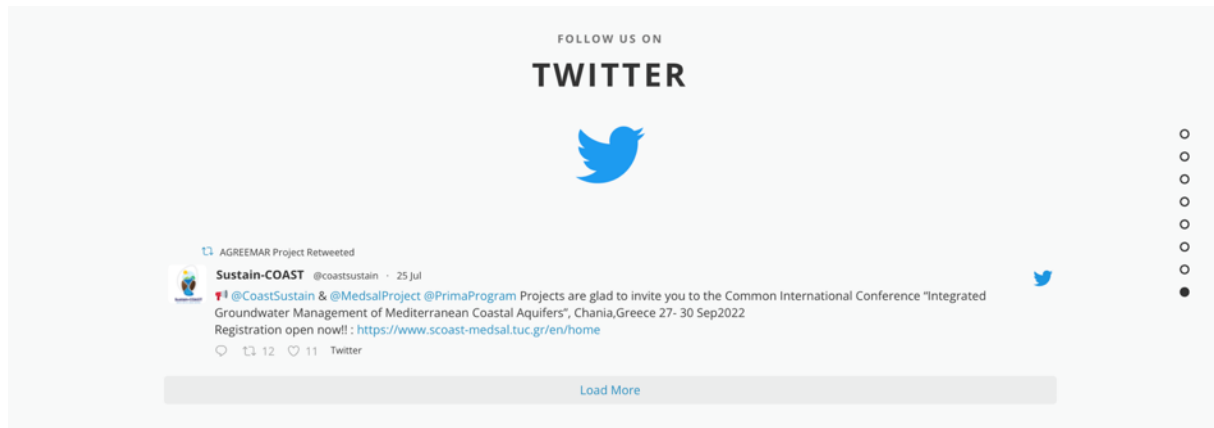 FOLLOW US ON
TWITTER
AGREEMAR Project Retweeted
Sustain-COAST @coastsustain · 25 Jul
@CoastSustain & @MedsalProject @PrimaProgram Projects are glad to invite you to the Common International Conference “Integrated
Groundwater Management of Mediterranean Coastal Aquifers”, Chania,Greece 27- 30 Sep2022
Registration open now!! : https://www.scoast-medsal.tuc.gr/en/home
12 11 Twitter
Load More